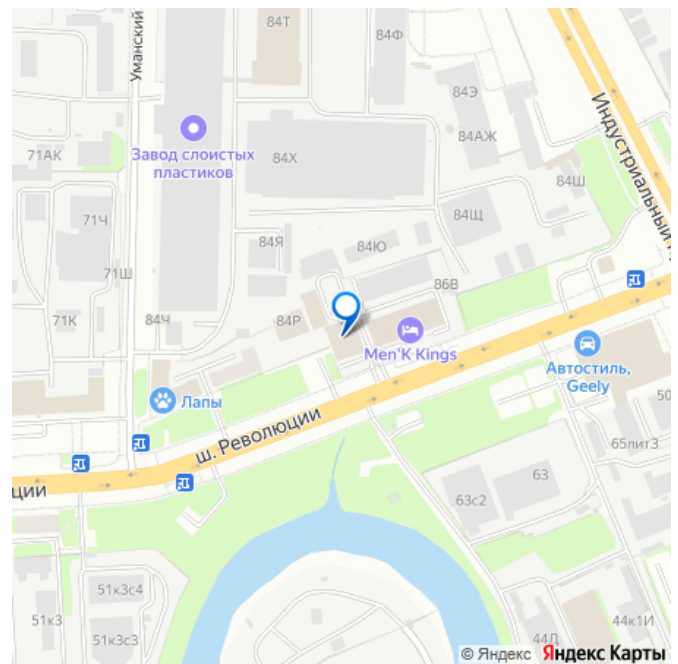 84Т
84Ф
Уманский
84Э
Индустриальный п
84АЖ
Завод слоистых
пластиков
71АК
84Х
84Ш
71Ч
84Щ
84Я
84Ю
71Ш
86В
71К
84Ч
84Р
Men'K Kings
Автостиль,
Geely
Лапы
50
ш. Революции
65лит3
ции
63
63с2
51к3с4
51к3
51к3с3
44Д
44к1И
© Яндекс Яндекс Карты